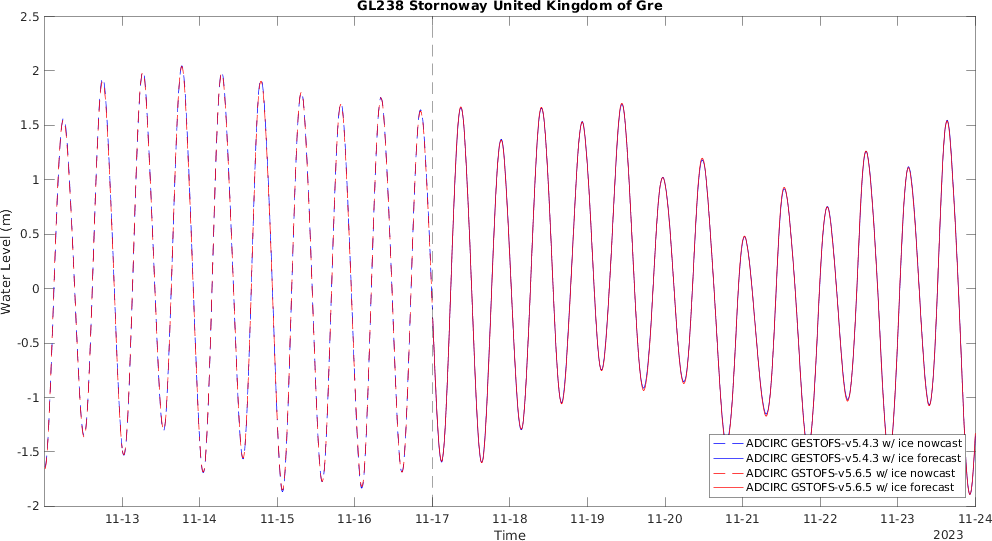 GL238 Stornoway United Kingdom of Gre
2.5
2
1.5
1
0.5
0
-0.5
-1
-1.5
-2
Water Level (m)
ADCIRC GESTOFS-v5.4.3 w/ ice nowcast
ADCIRC GESTOFS-v5.4.3 w/ ice forecast
ADCIRC GSTOFS-v5.6.5 w/ ice nowcast
ADCIRC GSTOFS-v5.6.5 w/ ice forecast
11-13 11-14 11-15 11-16 11-17 11-18 11-19 11-20 11-21 11-22 11-23 11-24
Time
2023